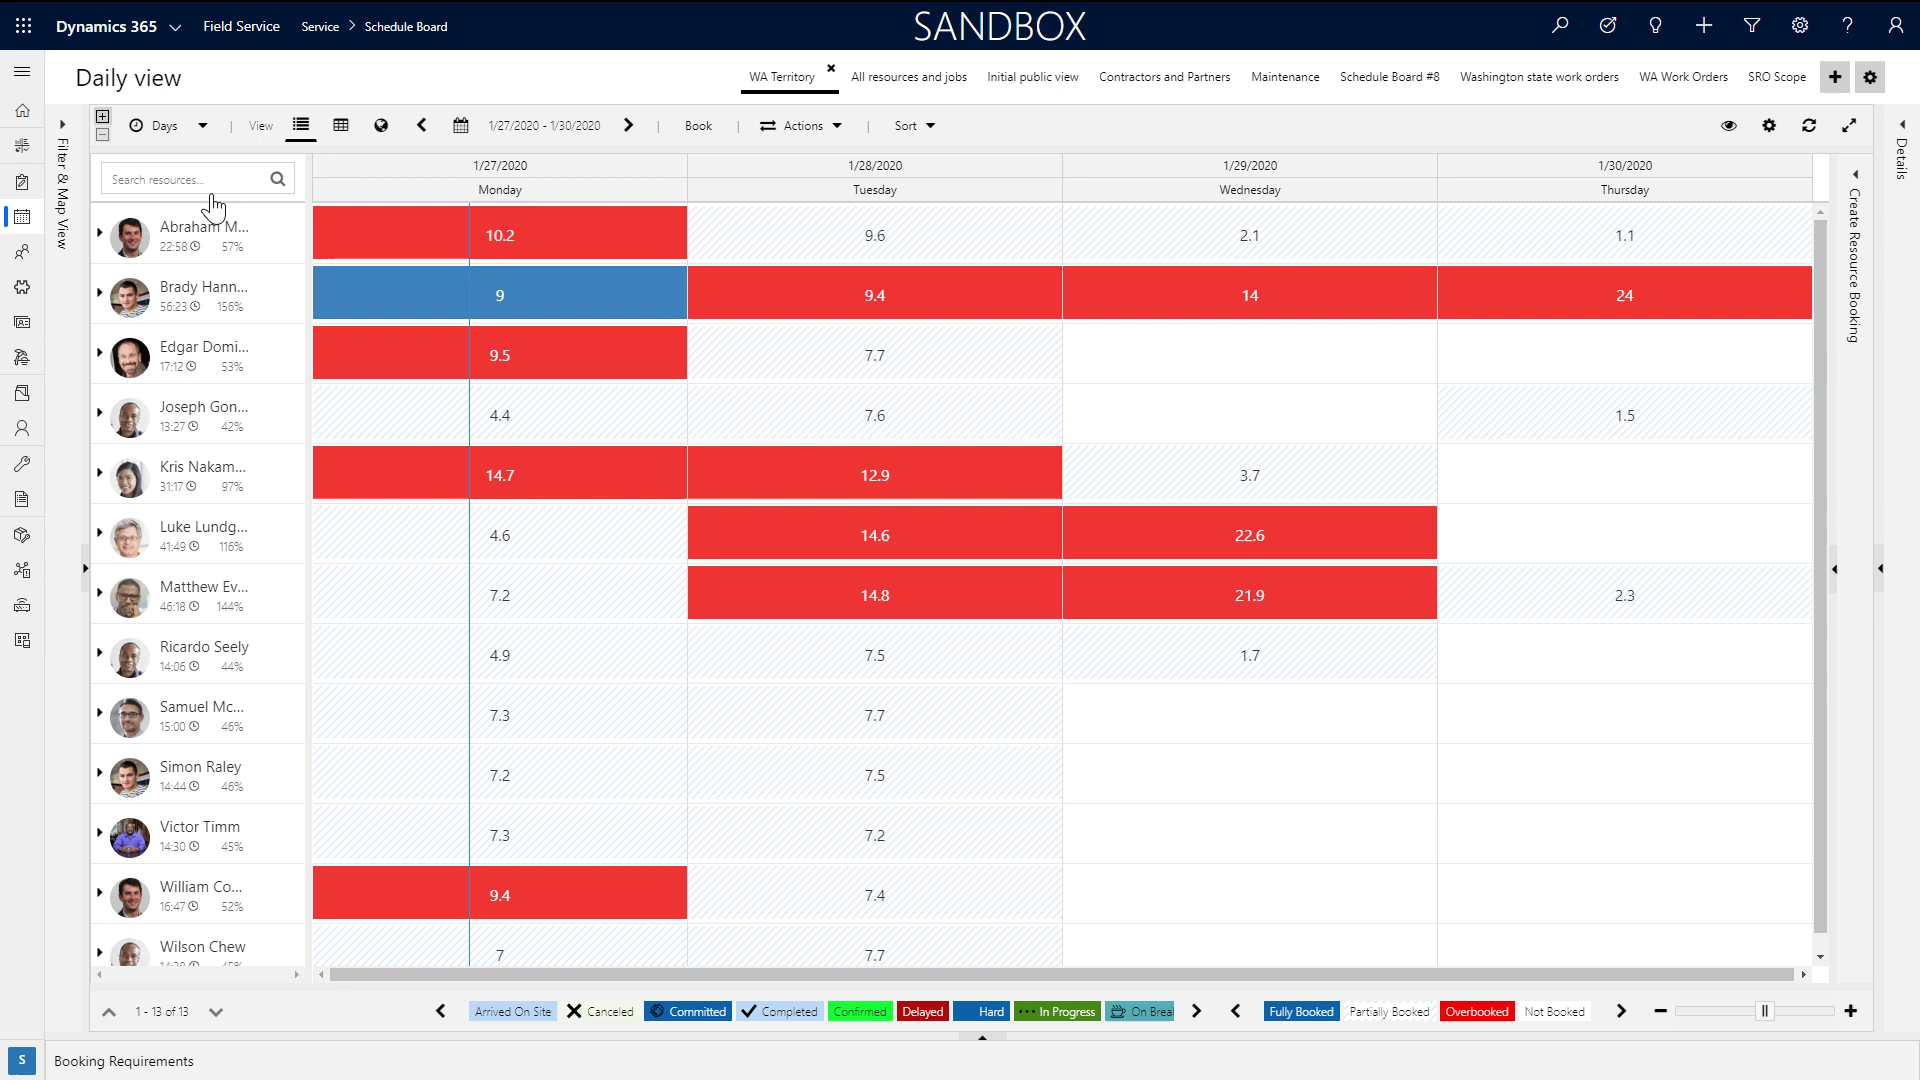 Dynamics 365 Field Service Service > Schedule Board SANDBOX
Daily view
WA Territory All resources and jobs Initial public view Contractors and Partners Maintenance Schedule Board #8 Washington state work orders WA Work Orders SRO Scope
Days View 1/27/2020 - 1/30/2020 Book Actions Sort
Filter & Map View
Details
Create Resource Booking
Search resources...
1/27/2020 1/28/2020 1/29/2020 1/30/2020
Monday Tuesday Wednesday Thursday
Abraham M...
22:58 57%
10.2 9.6 2.1 1.1
Brady Hann...
56:23 156%
9 9.4 14 24
Edgar Domi...
17:12 53%
9.5 7.7
Joseph Gon...
13:27 42%
4.4 7.6 1.5
Kris Nakam...
31:17 97%
14.7 12.9 3.7
Luke Lundg...
41:49 116%
4.6 14.6 22.6
Matthew Ev...
46:18 144%
7.2 14.8 21.9 2.3
Ricardo Seely
14:06 44%
4.9 7.5 1.7
Samuel Mc...
15:00 46%
7.3 7.7
Simon Raley
14:44 46%
7.2 7.5
Victor Timm
14:30 45%
7.3 7.2
William Co...
16:47 52%
9.4 7.4
Wilson Chew
7 7.7
1 - 13 of 13
Arrived On Site Canceled Committed Completed Confirmed Delayed Hard In Progress On Brea
Fully Booked Partially Booked Overbooked Not Booked
S Booking Requirements